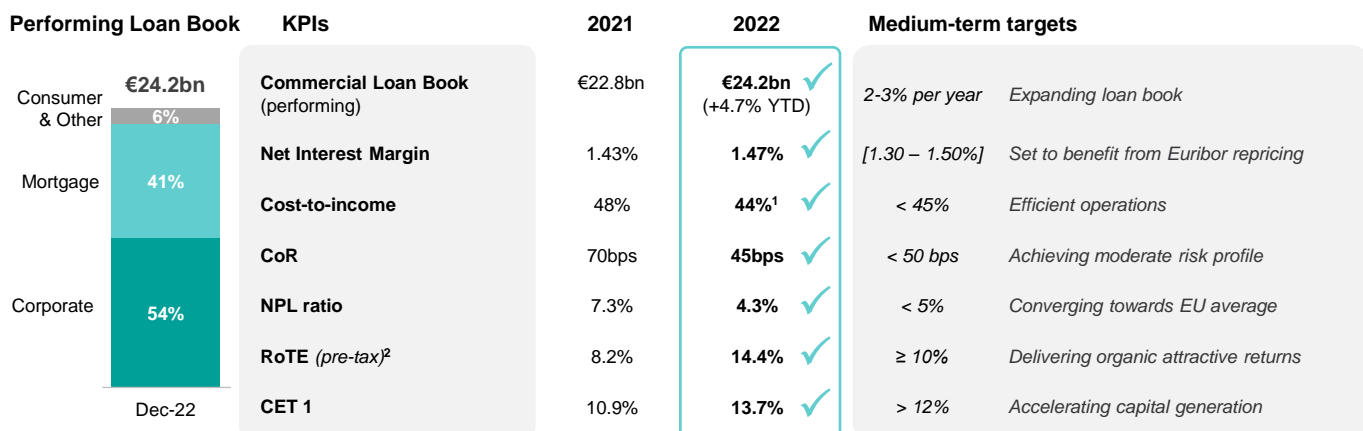 Performing Loan Book KPIs 2021 2022 Medium-term targets
€24.2bn
Consumer
& Other
6%
Mortgage
41%
Corporate
54%
Dec-22
Commercial Loan Book €22.8bn €24.2bn 2-3% per year Expanding loan book
(performing) (+4.7% YTD)
Net Interest Margin 1.43% 1.47% [1.30 – 1.50%] Set to benefit from Euribor repricing
Cost-to-income 48% 44%¹ < 45% Efficient operations
CoR 70bps 45bps < 50 bps Achieving moderate risk profile
NPL ratio 7.3% 4.3% < 5% Converging towards EU average
RoTE (pre-tax)² 8.2% 14.4% ≥ 10% Delivering organic attractive returns
CET 1 10.9% 13.7% > 12% Accelerating capital generation